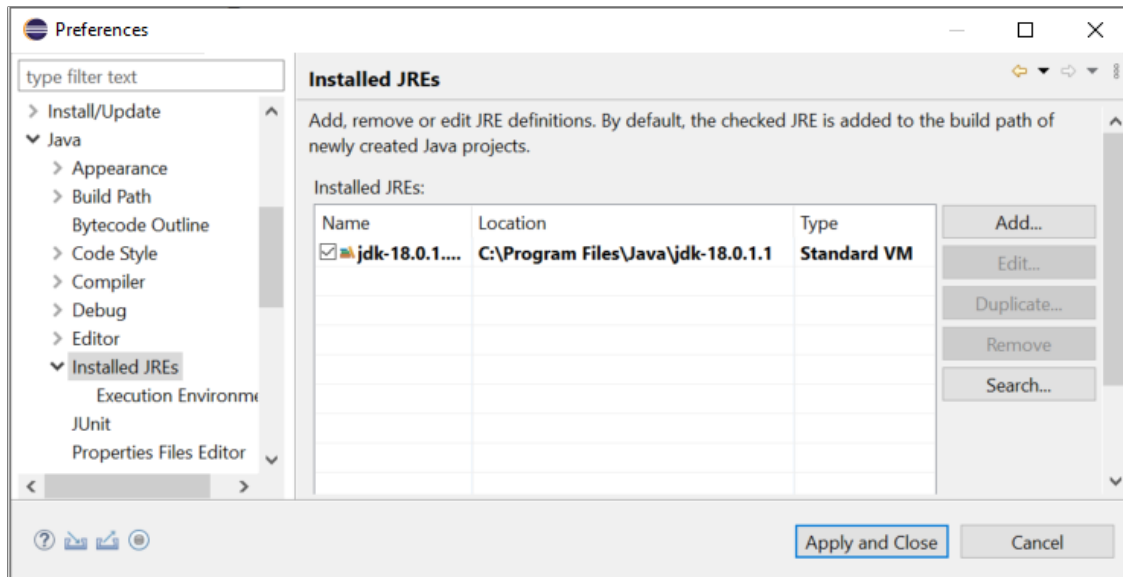 Preferences
type filter text
Install/Update
Java
Appearance
Build Path
Bytecode Outline
Code Style
Compiler
Debug
Editor
Installed JREs
Execution Environme
JUnit
Properties Files Editor
Installed JREs
Add, remove or edit JRE definitions. By default, the checked JRE is added to the build path of
newly created Java projects.
Installed JREs:
Name Location Type
jdk-18.0.1.... C:\Program Files\Java\jdk-18.0.1.1 Standard VM
Add...
Edit...
Duplicate...
Remove
Search...
Apply and Close Cancel